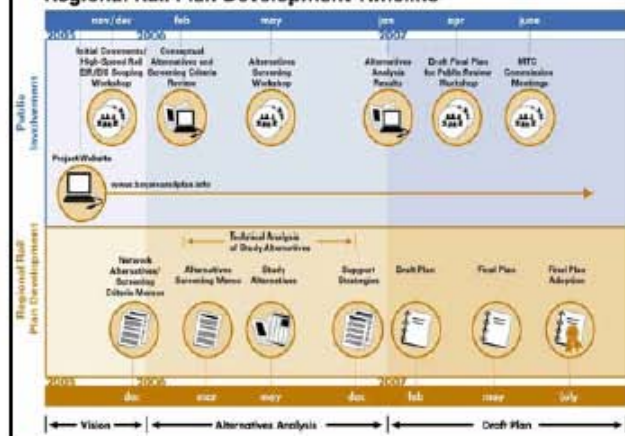 Regional Rail Plan Development Timeline
nov/dec feb may jan apr june
2005 2006 2007
Public
Involvement
Initial Comments/
High-Speed Rail
EIR/EIS Scoping
Workshop
Conceptual
Alternatives and
Screening Criteria
Review
Alternatives
Screening
Workshop
Alternatives
Analysis
Results
Draft Final Plan
for Public Review
Workshop
MTC
Commission
Meetings
Project Website
Regional Rail
Plan Development
Technical Analysis
of Study Alternatives
Network
Alternatives/
Screening
Criteria Memos
Alternatives
Screening Memo
Study
Alternatives
Support
Strategies
Draft Plan
Final Plan
Final Plan
Adoption
2005 2006 2007
dec mar may dec feb may july
Vision Alternatives Analysis Draft Plan